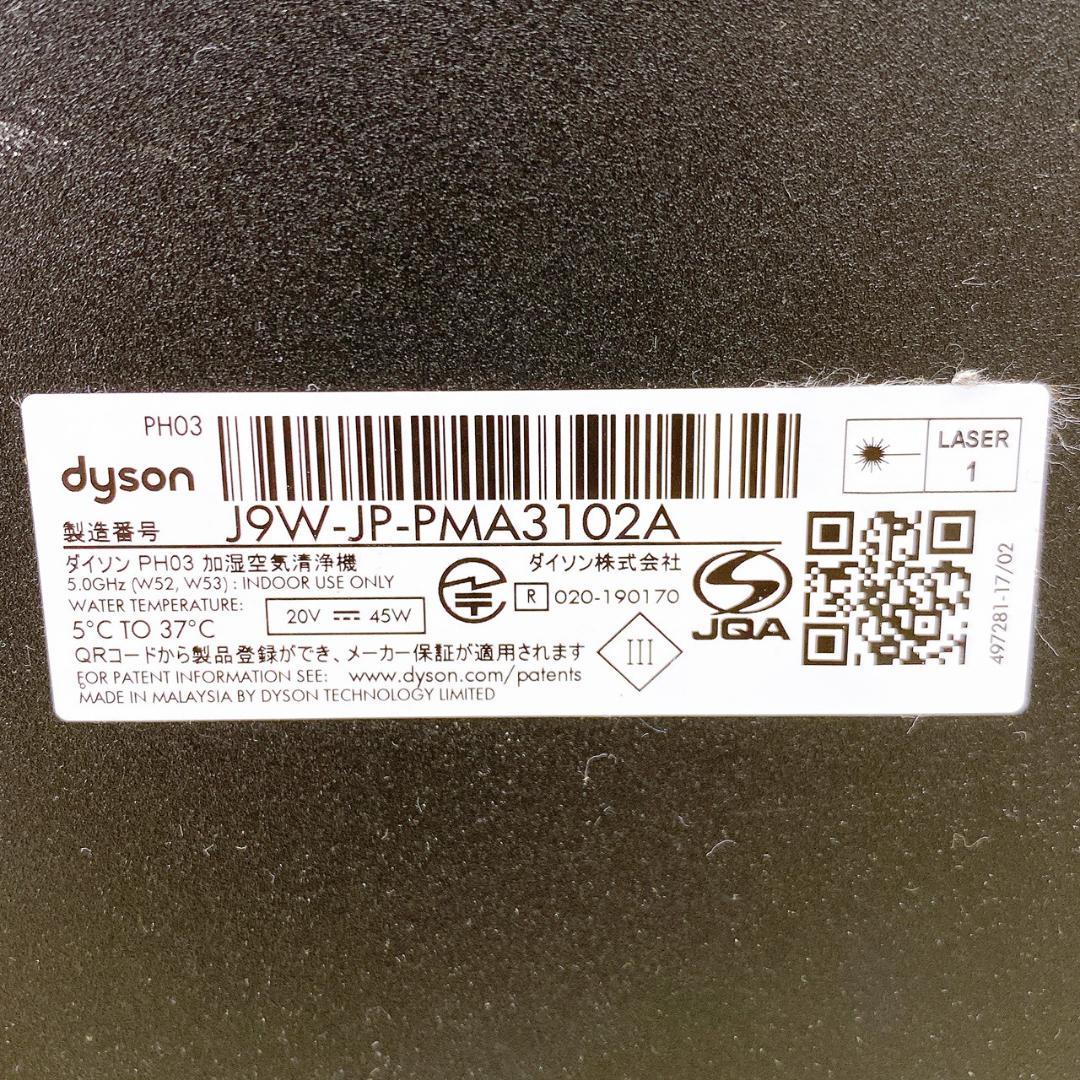 PH03
dyson
製造番号 J9W-JP-PMA3102A
LASER
1
ダイソン PH03 加湿空気清浄機
ダイソン株式会社
5.0GHz (W52, W53) : INDOOR USE ONLY
R 020-190170
WATER TEMPERATURE:
5°C TO 37°C
20V 45W
JQA
III
QRコードから製品登録ができ、メーカー保証が適用されます
FOR PATENT INFORMATION SEE: www.dyson.com/patents
MADE IN MALAYSIA BY DYSON TECHNOLOGY LIMITED
497281-17/02